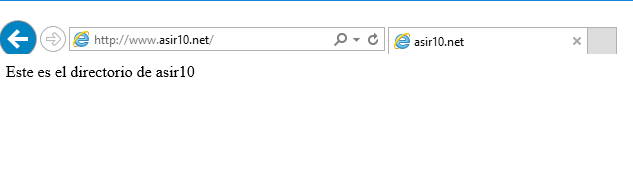 http://www.asir10.net/
asir10.net
Este es el directorio de asir10